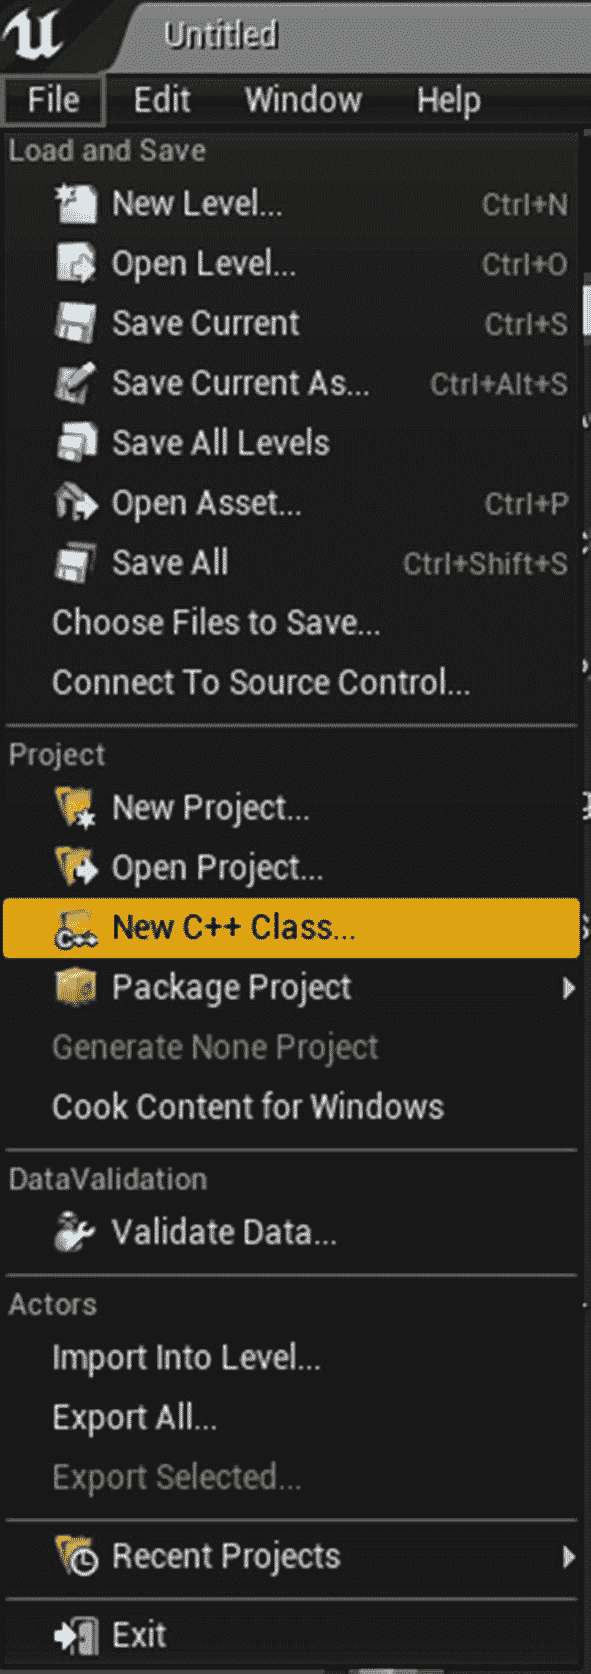 Untitled
File Edit Window Help
Load and Save
New Level... Ctrl+N
Open Level... Ctrl+O
Save Current Ctrl+S
Save Current As... Ctrl+Alt+S
Save All Levels
Open Asset... Ctrl+P
Save All Ctrl+Shift+S
Choose Files to Save...
Connect To Source Control...
Project
New Project...
Open Project...
New C++ Class...
Package Project
Generate None Project
Cook Content for Windows
DataValidation
Validate Data...
Actors
Import Into Level...
Export All...
Export Selected...
Recent Projects
Exit